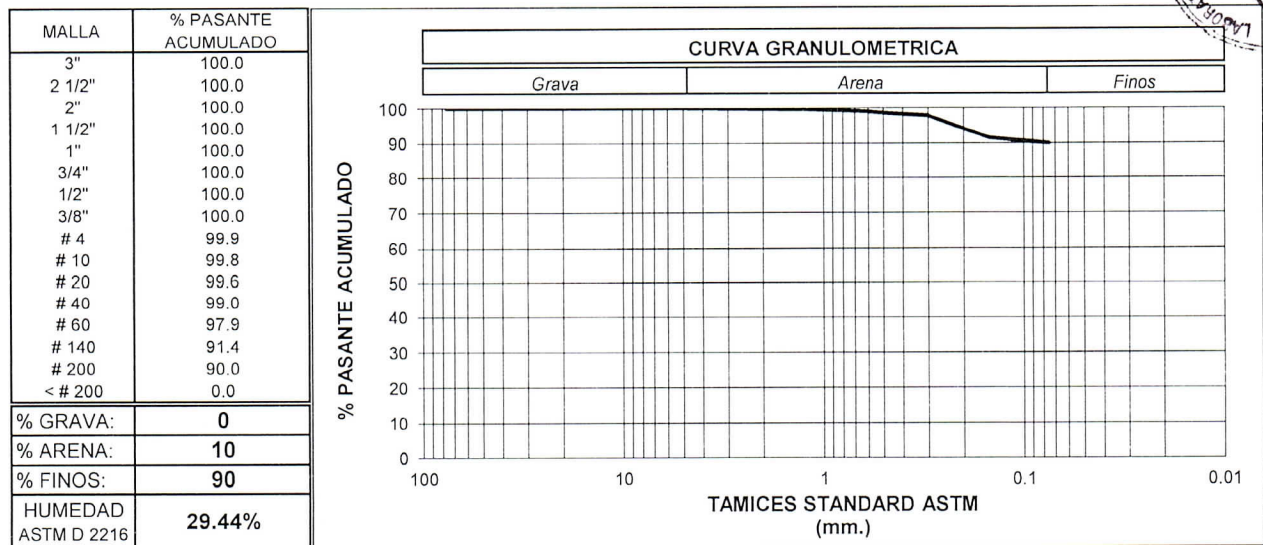 MALLA % PASANTE ACUMULADO
3" 100.0
2 1/2" 100.0
2" 100.0
1 1/2" 100.0
1" 100.0
3/4" 100.0
1/2" 100.0
3/8" 100.0
# 4 99.9
# 10 99.8
# 20 99.6
# 40 99.0
# 60 97.9
# 140 91.4
# 200 90.0
< # 200 0.0
% GRAVA: 0
% ARENA: 10
% FINOS: 90
HUMEDAD ASTM D 2216 29.44%
CURVA GRANULOMETRICA
Grava Arena Finos
% PASANTE ACUMULADO
100
90
80
70
60
50
40
30
20
10
0
100 10 1 0.1 0.01
TAMICES STANDARD ASTM
(mm.)